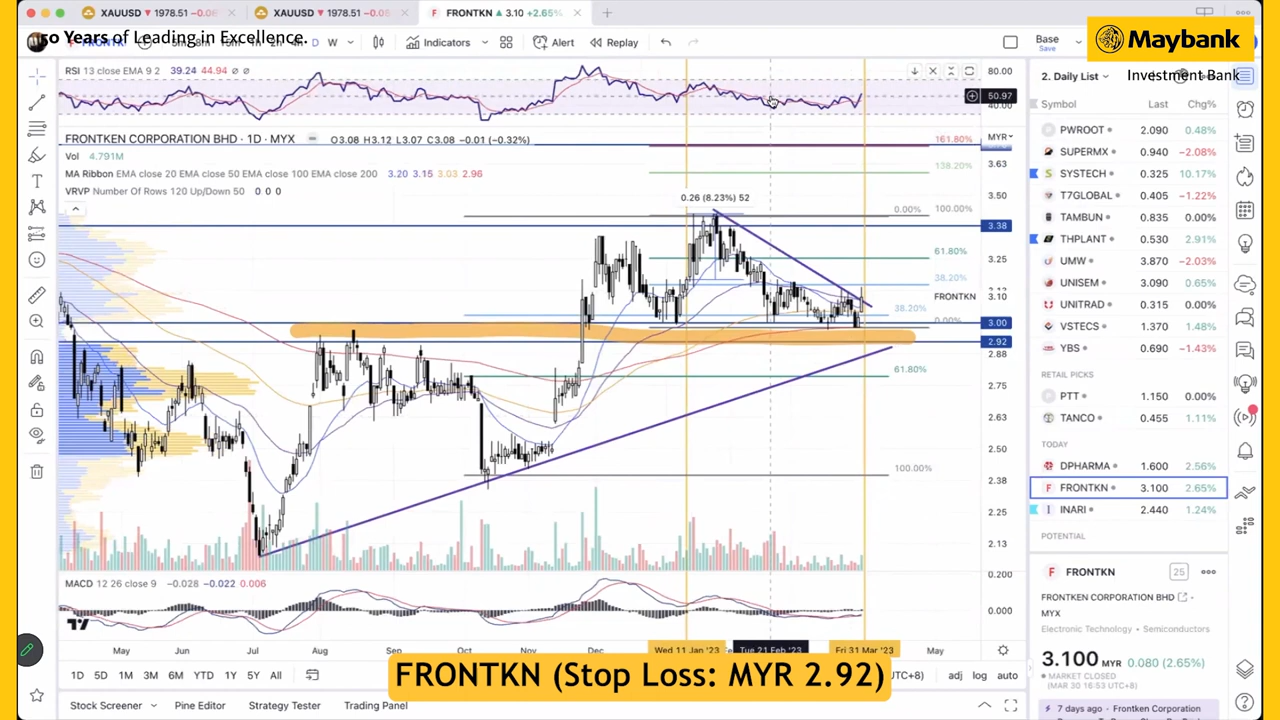 XAUUSD ▼ 1978.51 −0.08
XAUUSD ▼ 1978.51 −0.08
FRONTKN ▲ 3.10 +2.65%
50 Years of Leading in Excellence.
D W
Indicators
Alert
Replay
Base
Save
Maybank
Investment Bank
RSI 13 close EMA 9 2 39.24 44.94 ∅ ∅
80.00
50.97
40.00
FRONTKN CORPORATION BHD · 1D · MYX O3.08 H3.12 L3.07 C3.08 −0.01 (−0.32%)
MYR
Vol 4.791M
MA Ribbon EMA close 20 EMA close 50 EMA close 100 EMA close 200 3.20 3.15 3.03 2.96
VRVP Number Of Rows 120 Up/Down 50 0 0 0
161.80%
138.20%
0.26 (8.23%) 52
0.00%
100.00%
61.80%
38.20%
FRONTKN
38.20%
0.00%
61.80%
100.00%
3.63
3.50
3.38
3.25
3.12
3.10
3.00
2.92
2.88
2.75
2.63
2.50
2.38
2.25
2.13
MACD 12 26 close 9 −0.028 −0.022 0.006
0.200
0.000
May Jun Jul Aug Sep Oct Nov Dec Wed 11 Jan '23 Tue 21 Feb '23 Fri 31 Mar '23 May
1D 5D 1M 3M 6M YTD 1Y 5Y All
UTC+8) adj log auto
FRONTKN (Stop Loss: MYR 2.92)
Stock Screener Pine Editor Strategy Tester Trading Panel
2. Daily List
Symbol Last Chg%
PWROOT 2.090 0.48%
SUPERMX 0.940 −2.08%
SYSTECH 0.325 10.17%
T7GLOBAL 0.405 −1.22%
TAMBUN 0.835 0.00%
THPLANT 0.530 2.91%
UMW 3.870 −2.03%
UNISEM 3.090 0.65%
UNITRAD 0.315 0.00%
VSTECS 1.370 1.48%
YBS 0.690 −1.43%
RETAIL PICKS
PTT 1.150 0.00%
TANCO 0.455 1.11%
TODAY
DPHARMA 1.600 2.56%
FRONTKN 3.100 2.65%
INARI 2.440 1.24%
POTENTIAL
FRONTKN 25
FRONTKN CORPORATION BHD
MYX
Electronic Technology • Semiconductors
3.100 MYR 0.080 (2.65%)
MARKET CLOSED
(MAR 30 16:53 UTC+8)
7 days ago · Frontken Corporation